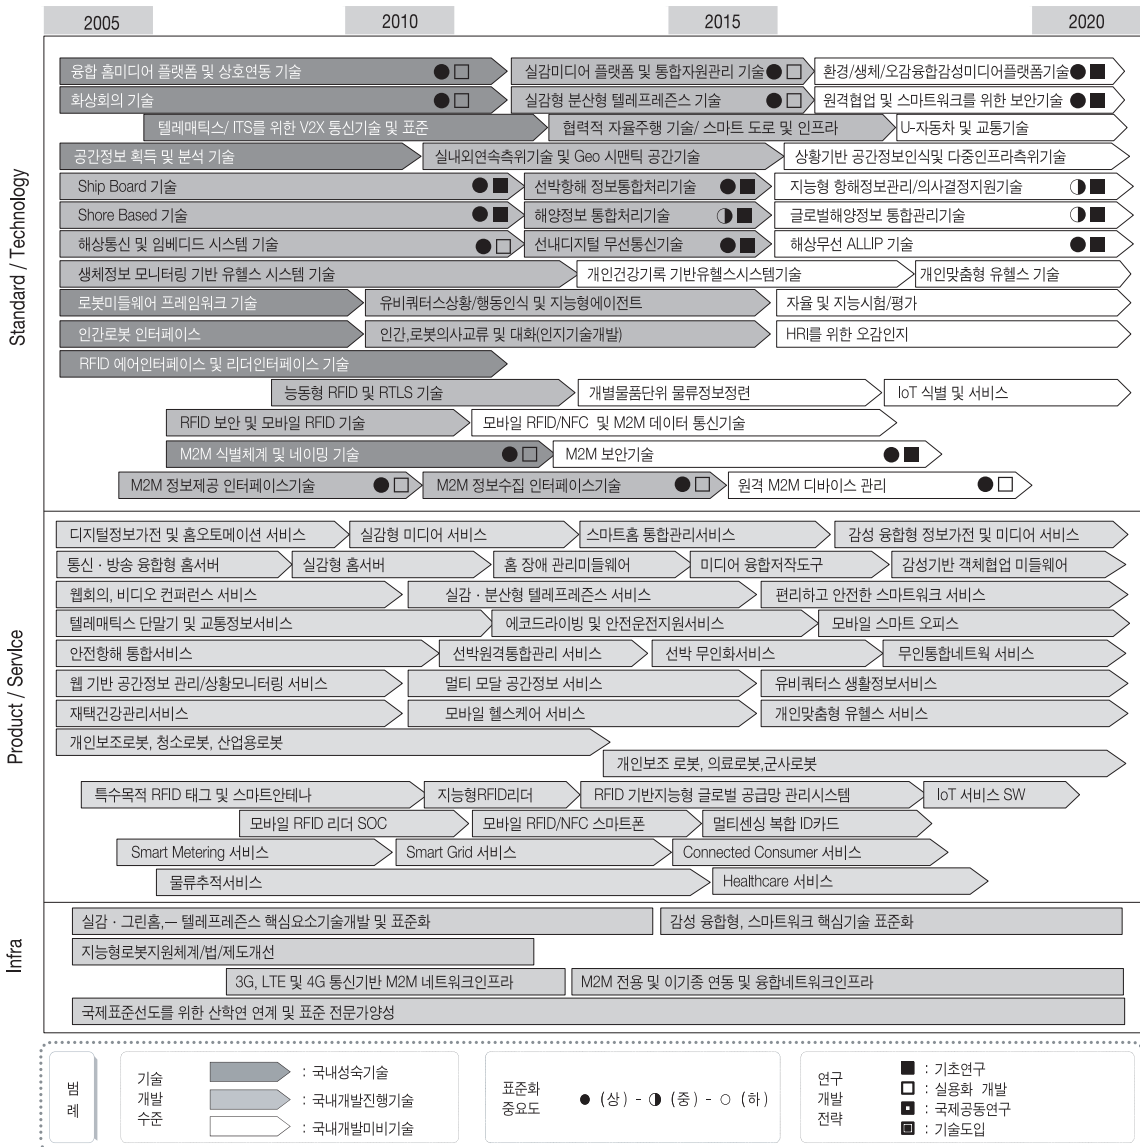 2005 2010 2015 2020
Standard / Technology
융합 홈미디어 플랫폼 및 상호연동 기술 실감미디어 플랫폼 및 통합자원관리 기술 환경/생체/오감융합감성미디어플랫폼기술
화상회의 기술 실감형 분산형 텔레프레즌스 기술 원격협업 및 스마트워크를 위한 보안기술
텔레매틱스/ ITS를 위한 V2X 통신기술 및 표준 협력적 자율주행 기술/ 스마트 도로 및 인프라 U-자동차 및 교통기술
공간정보 획득 및 분석 기술 실내외연속측위기술 및 Geo 시맨틱 공간기술 상황기반 공간정보인식및 다중인프라측위기술
Ship Board 기술 선박항해 정보통합처리기술 지능형 항해정보관리/의사결정지원기술
Shore Based 기술 해양정보 통합처리기술 글로벌해양정보 통합관리기술
해상통신 및 임베디드 시스템 기술 선내디지털 무선통신기술 해상무선 ALLIP 기술
생체정보 모니터링 기반 유헬스 시스템 기술 개인건강기록 기반유헬스시스템기술 개인맞춤형 유헬스 기술
로봇미들웨어 프레임워크 기술 유비쿼터스상황/행동인식 및 지능형에이전트 자율 및 지능시험/평가
인간로봇 인터페이스 인간,로봇의사교류 및 대화(인지기술개발) HRI를 위한 오감인지
RFID 에어인터페이스 및 리더인터페이스 기술
능동형 RFID 및 RTLS 기술 개별물품단위 물류정보정련 IoT 식별 및 서비스
RFID 보안 및 모바일 RFID 기술 모바일 RFID/NFC 및 M2M 데이터 통신기술
M2M 식별체계 및 네이밍 기술 M2M 보안기술
M2M 정보제공 인터페이스기술 M2M 정보수집 인터페이스기술 원격 M2M 디바이스 관리
Product / Service
디지털정보가전 및 홈오토메이션 서비스 실감형 미디어 서비스 스마트홈 통합관리서비스 감성 융합형 정보가전 및 미디어 서비스
통신 · 방송 융합형 홈서버 실감형 홈서버 홈 장애 관리미들웨어 미디어 융합저작도구 감성기반 객체협업 미들웨어
웹회의, 비디오 컨퍼런스 서비스 실감 · 분산형 텔레프레즌스 서비스 편리하고 안전한 스마트워크 서비스
텔레매틱스 단말기 및 교통정보서비스 에코드라이빙 및 안전운전지원서비스 모바일 스마트 오피스
안전항해 통합서비스 선박원격통합관리 서비스 선박 무인화서비스 무인통합네트웍 서비스
웹 기반 공간정보 관리/상황모니터링 서비스 멀티 모달 공간정보 서비스 유비쿼터스 생활정보서비스
재택건강관리서비스 모바일 헬스케어 서비스 개인맞춤형 유헬스 서비스
개인보조로봇, 청소로봇, 산업용로봇
개인보조 로봇, 의료로봇,군사로봇
특수목적 RFID 태그 및 스마트안테나 지능형RFID리더 RFID 기반지능형 글로벌 공급망 관리시스템 IoT 서비스 SW
모바일 RFID 리더 SOC 모바일 RFID/NFC 스마트폰 멀티센싱 복합 ID카드
Smart Metering 서비스 Smart Grid 서비스 Connected Consumer 서비스
물류추적서비스 Healthcare 서비스
Infra
실감 · 그린홈,— 텔레프레즌스 핵심요소기술개발 및 표준화 감성 융합형, 스마트워크 핵심기술 표준화
지능형로봇지원체계/법/제도개선
3G, LTE 및 4G 통신기반 M2M 네트워크인프라 M2M 전용 및 이기종 연동 및 융합네트워크인프라
국제표준선도를 위한 산학연 연계 및 표준 전문가양성
범례
기술개발수준
: 국내성숙기술
: 국내개발진행기술
: 국내개발미비기술
표준화
중요도
● (상) - ◑ (중) - ○ (하)
연구
개발
전략
: 기초연구
: 실용화 개발
: 국제공동연구
: 기술도입